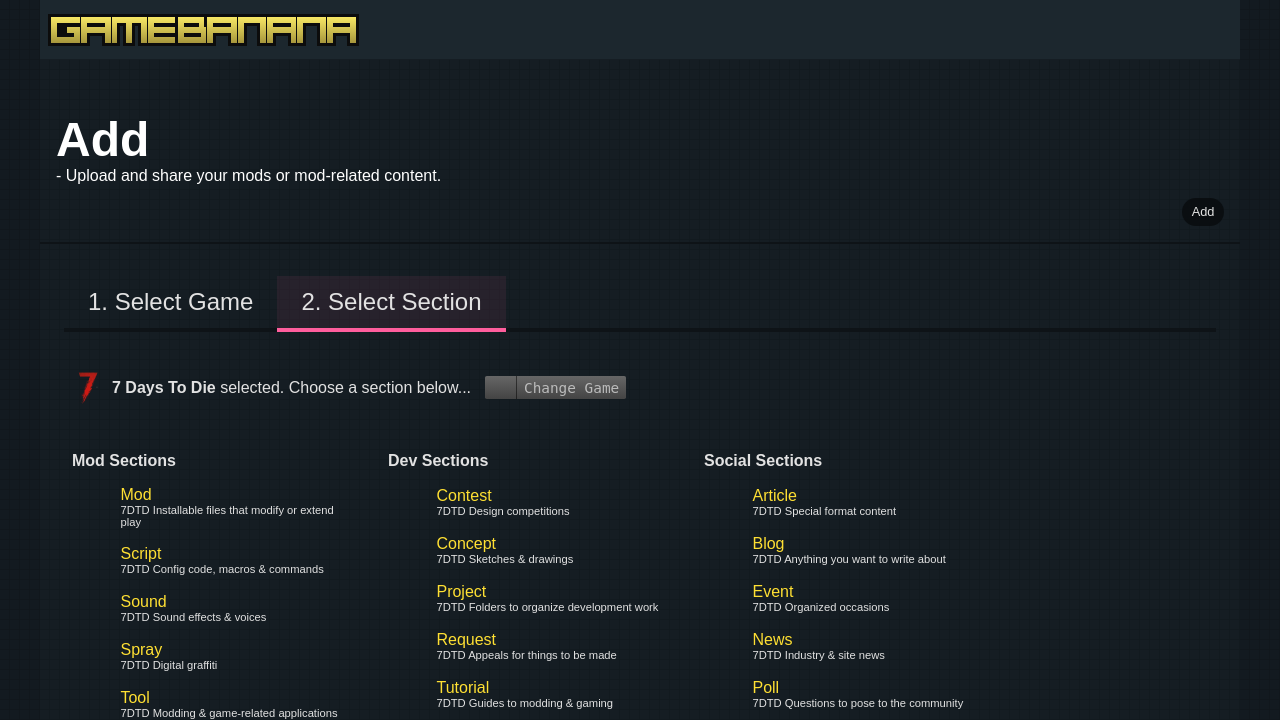 GAMEBANANA
Add
- Upload and share your mods or mod-related content.
Add
1. Select Game
2. Select Section
7 Days To Die selected. Choose a section below...
Change Game
Mod Sections
Mod
7DTD Installable files that modify or extend
play
Script
7DTD Config code, macros & commands
Sound
7DTD Sound effects & voices
Spray
7DTD Digital graffiti
Tool
7DTD Modding & game-related applications
Dev Sections
Contest
7DTD Design competitions
Concept
7DTD Sketches & drawings
Project
7DTD Folders to organize development work
Request
7DTD Appeals for things to be made
Tutorial
7DTD Guides to modding & gaming
Social Sections
Article
7DTD Special format content
Blog
7DTD Anything you want to write about
Event
7DTD Organized occasions
News
7DTD Industry & site news
Poll
7DTD Questions to pose to the community